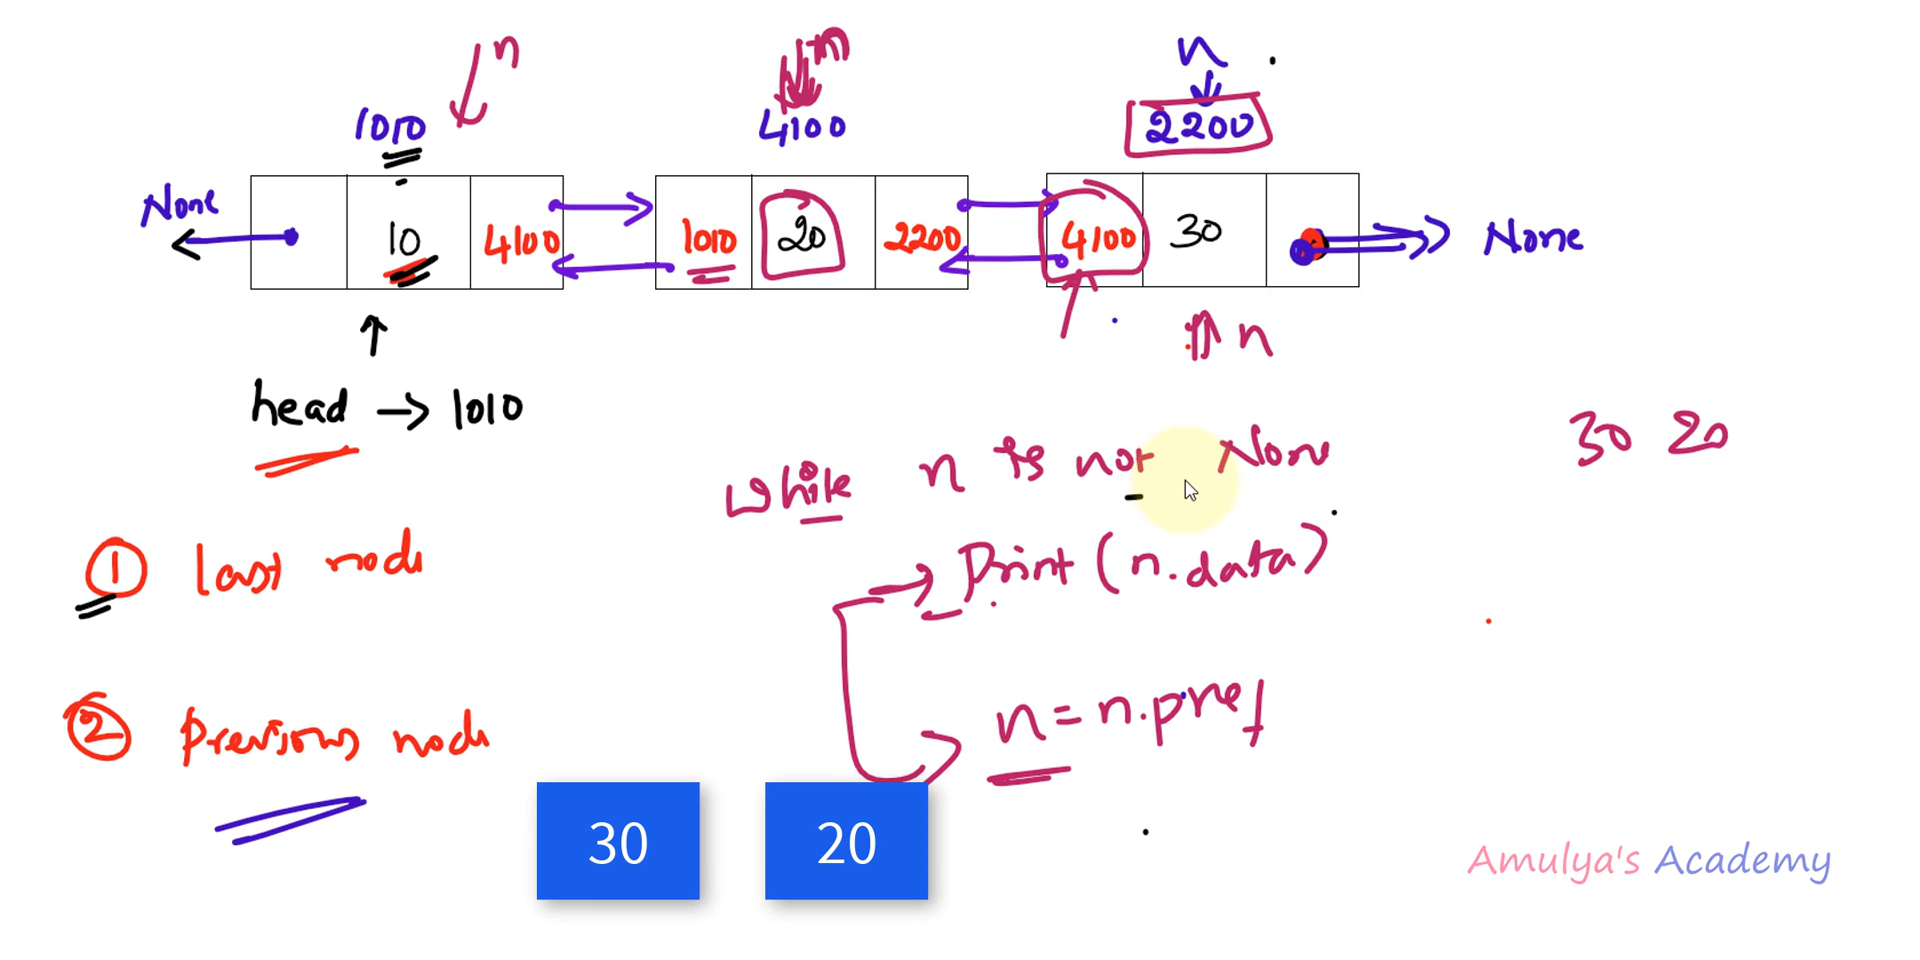 n
n
n
1010
4100
2200
None
10
4100
1010
20
2200
4100
30
None
n
head → 1010
while n is not None
30 20
Print (n.data)
1 last node
n = n.pref
2 Previous node
30
20
Amulya's Academy